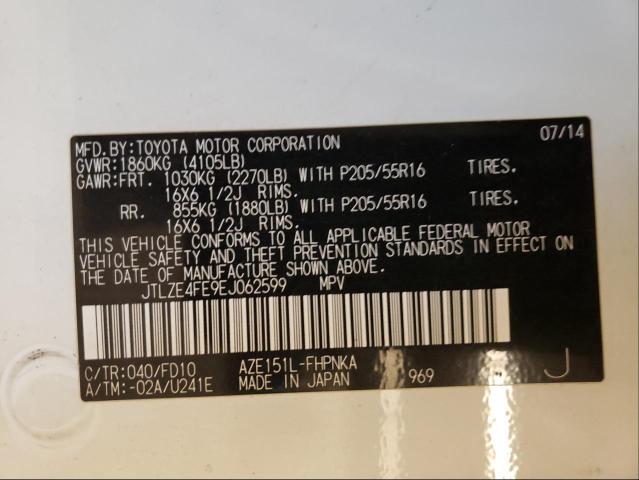 MFD.BY:TOYOTA MOTOR CORPORATION 07/14
GVWR:1860KG (4105LB)
GAWR:FRT. 1030KG (2270LB) WITH P205/55R16 TIRES.
16X6 1/2J RIMS.
RR. 855KG (1880LB) WITH P205/55R16 TIRES.
16X6 1/2J RIMS.
THIS VEHICLE CONFORMS TO ALL APPLICABLE FEDERAL MOTOR
VEHICLE SAFETY AND THEFT PREVENTION STANDARDS IN EFFECT ON
THE DATE OF MANUFACTURE SHOWN ABOVE.
JTLZE4FE9EJ062599 MPV
C/TR:040/FD10 AZE151L-FHPNKA
A/TM:-02A/U241E MADE IN JAPAN 969 J